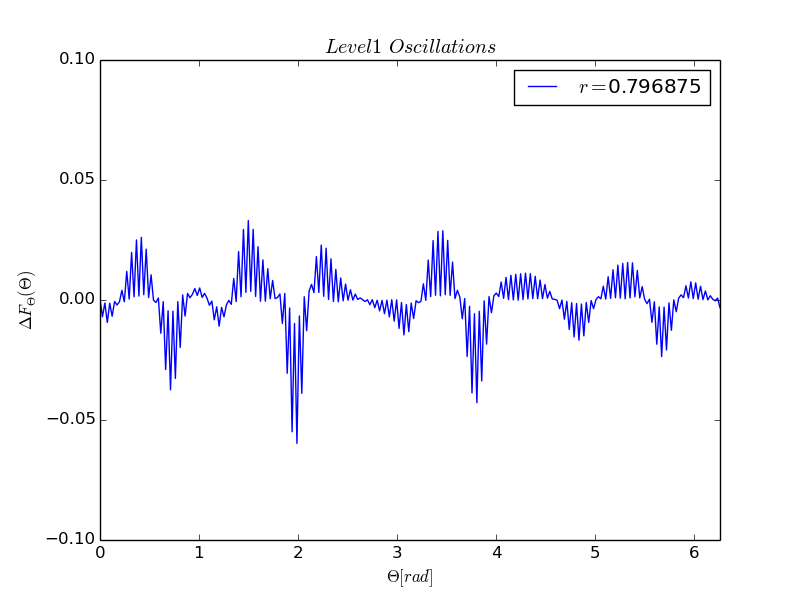 Level1 Oscillations
r=0.796875
0.10
0.05
0.00
−0.05
−0.10
ΔF_Θ(Θ)
0 1 2 3 4 5 6
Θ[rad]